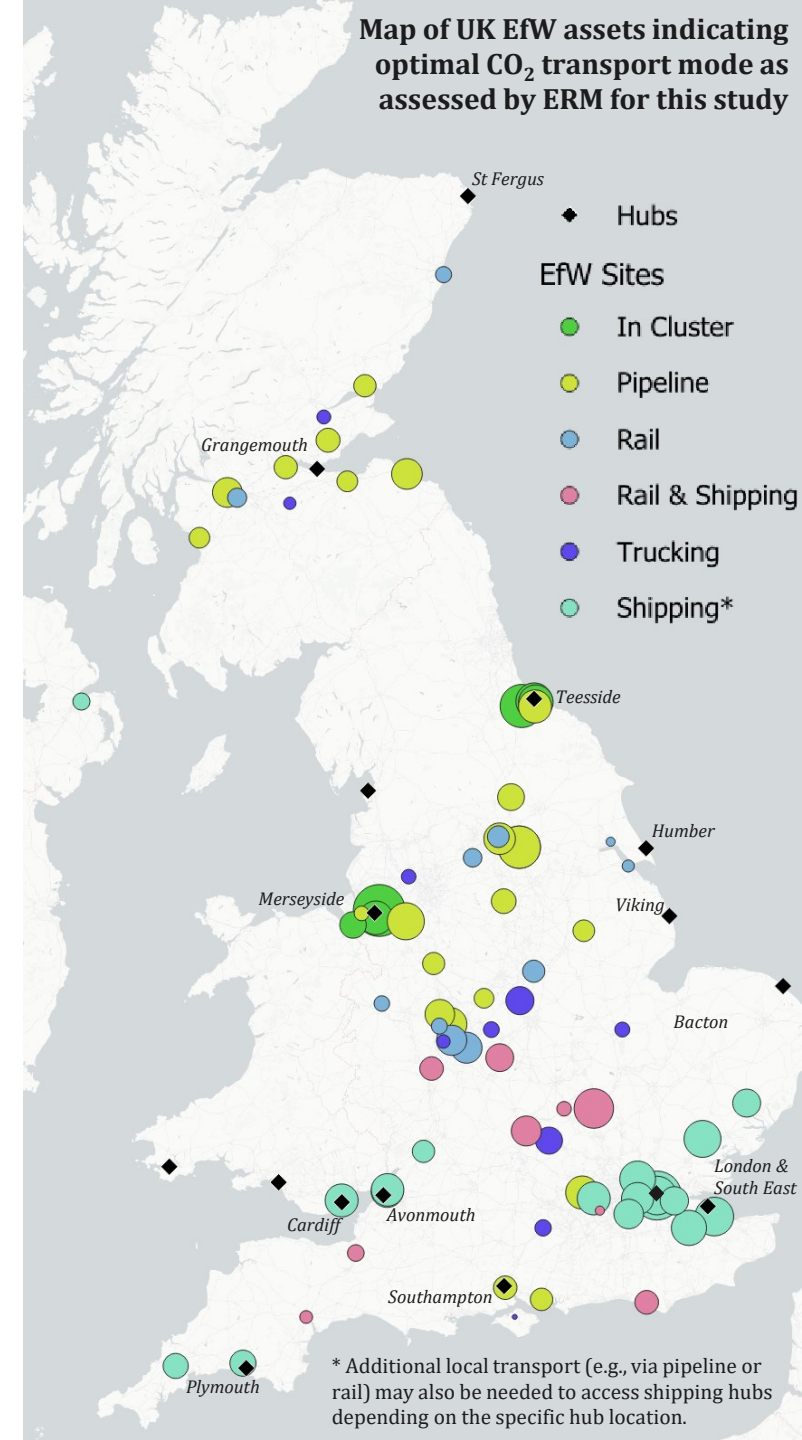 Map of UK EfW assets indicating
optimal CO₂ transport mode as
assessed by ERM for this study
St Fergus
Hubs
EfW Sites
In Cluster
Pipeline
Rail
Rail & Shipping
Trucking
Shipping*
Grangemouth
Teesside
Humber
Merseyside
Viking
Bacton
London &
South East
Cardiff
Avonmouth
Southampton
Plymouth
* Additional local transport (e.g., via pipeline or
rail) may also be needed to access shipping hubs
depending on the specific hub location.